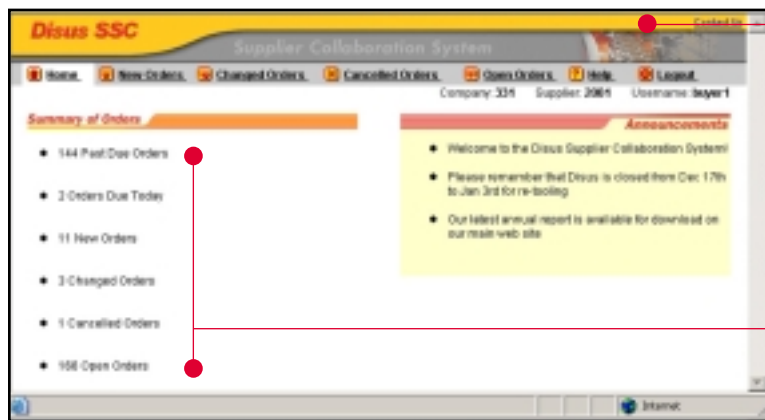 Disus SSC
Contact Us
Supplier Collaboration System
Home New Orders Changed Orders Cancelled Orders Open Orders Help Logout
Company: 331 Supplier: 2001 Username: buyer1
Summary of Orders
144 Past Due Orders
2 Orders Due Today
11 New Orders
3 Changed Orders
1 Cancelled Orders
166 Open Orders
Announcements
Welcome to the Disus Supplier Collaboration System!
Please remember that Disus is closed from Dec 17th
to Jan 3rd for re-tooling
Our latest annual report is available for download on
our main web site
Internet